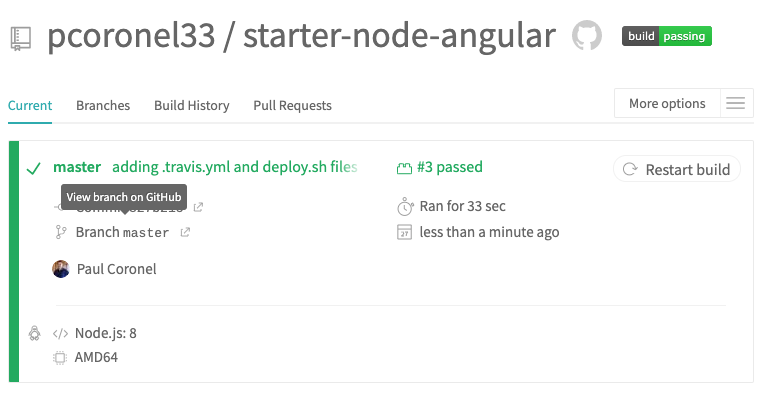 pcoronel33 / starter-node-angular
build passing
Current Branches Build History Pull Requests
More options
master adding .travis.yml and deploy.sh files
#3 passed
Restart build
View branch on GitHub
Ran for 33 sec
Branch master
less than a minute ago
Paul Coronel
Node.js: 8
AMD64